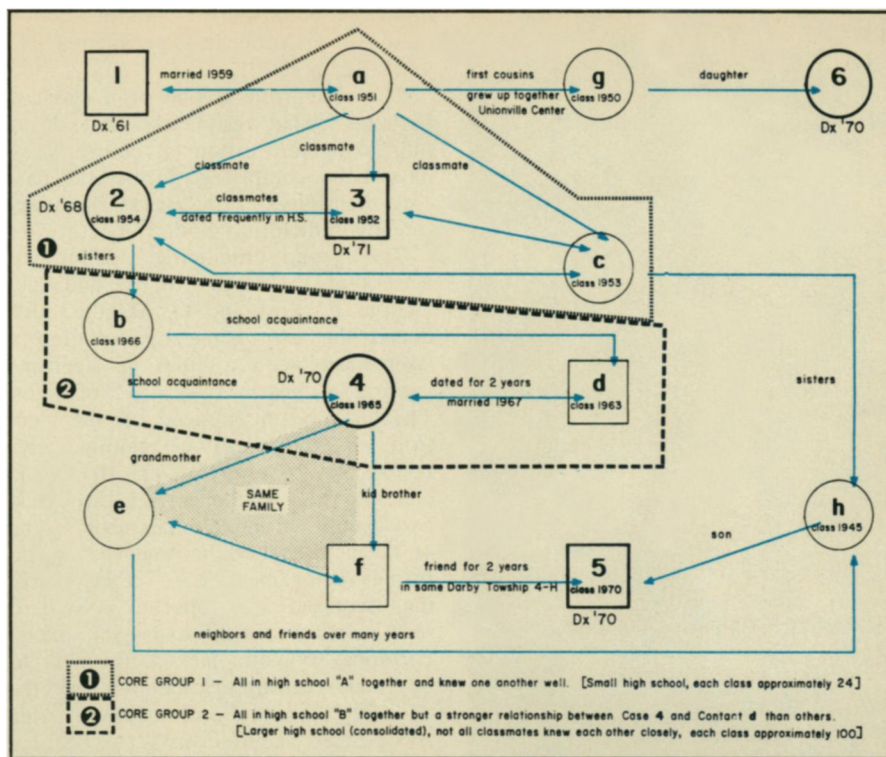 1
married 1959
a
class 1951
first cousins
grew up together
Unionville Center
g
class 1950
daughter
6
Dx '61
Dx '70
classmate
classmate
classmate
Dx '68
2
class 1954
classmates
dated frequently in H.S.
3
class 1952
Dx '71
c
class 1953
1
sisters
b
class 1966
school acquaintance
sisters
2
school acquaintance
Dx '70
4
class 1965
dated for 2 years
married 1967
d
class 1963
grandmother
SAME
FAMILY
kid brother
e
h
class 1945
son
f
friend for 2 years
in same Darby Towship 4-H
5
class 1970
Dx '70
neighbors and friends over many years
1 CORE GROUP I – All in high school "A" together and knew one another well. [Small high school, each class approximately 24]
2 CORE GROUP 2 – All in high school "B" together but a stronger relationship between Case 4 and Contact d than others.
[Larger high school (consolidated), not all classmates knew each other closely, each class approximately 100]